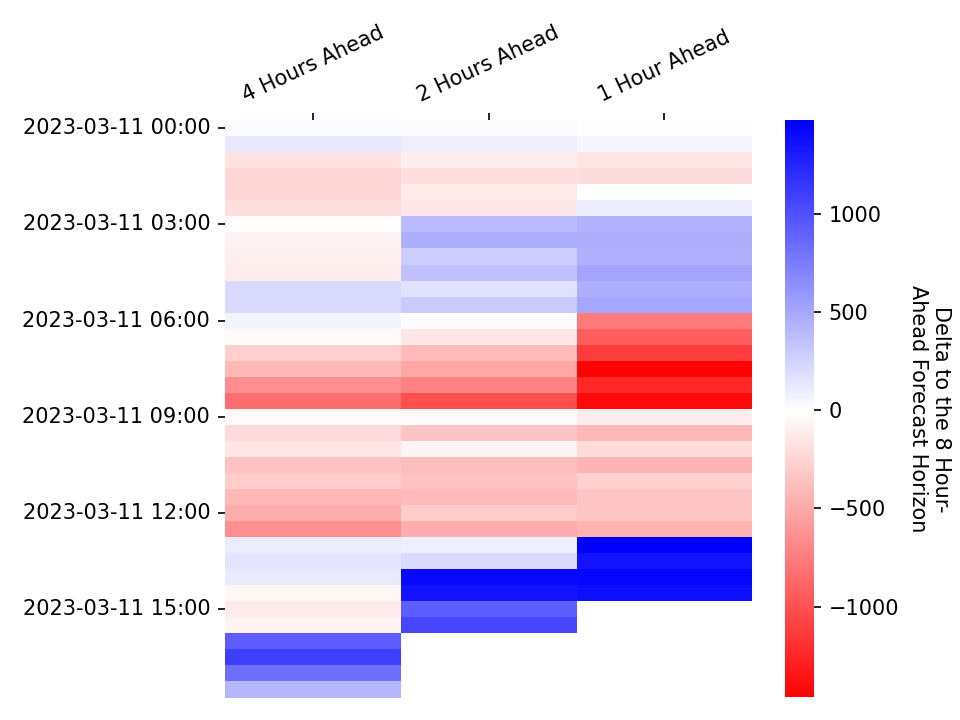 4 Hours Ahead
2 Hours Ahead
1 Hour Ahead
2023-03-11 00:00
2023-03-11 03:00
2023-03-11 06:00
2023-03-11 09:00
2023-03-11 12:00
2023-03-11 15:00
1000
500
0
−500
−1000
Delta to the 8 Hour-
Ahead Forecast Horizon